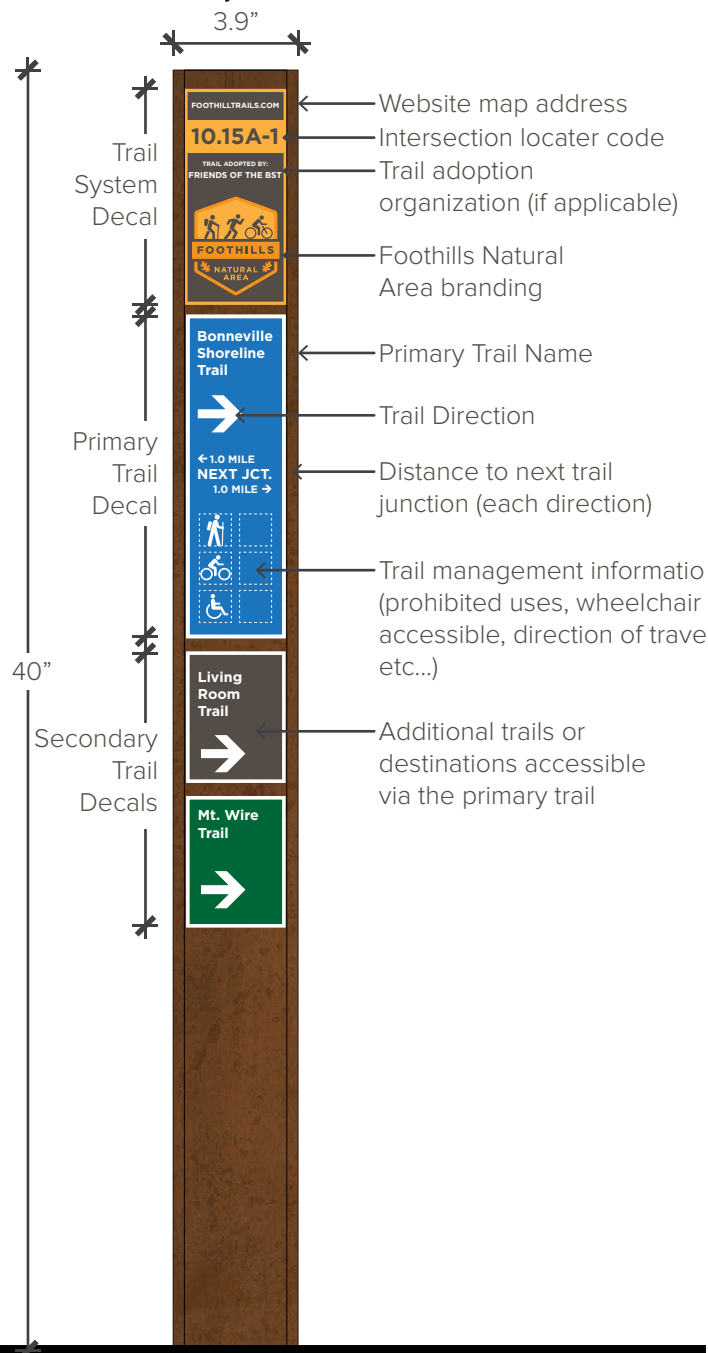 3.9”
FOOTHILLTRAILS.COM
10.15A-1
TRAIL ADOPTED BY:
FRIENDS OF THE BST
FOOTHILLS
NATURAL
AREA
Bonneville
Shoreline
Trail
←1.0 MILE
NEXT JCT.
1.0 MILE →
Living
Room
Trail
Mt. Wire
Trail
Trail
System
Decal
Primary
Trail
Decal
40”
Secondary
Trail
Decals
Website map address
Intersection locater code
Trail adoption
organization (if applicable)
Foothills Natural
Area branding
Primary Trail Name
Trail Direction
Distance to next trail
junction (each direction)
Trail management informatio
(prohibited uses, wheelchair
accessible, direction of trave
etc...)
Additional trails or
destinations accessible
via the primary trail